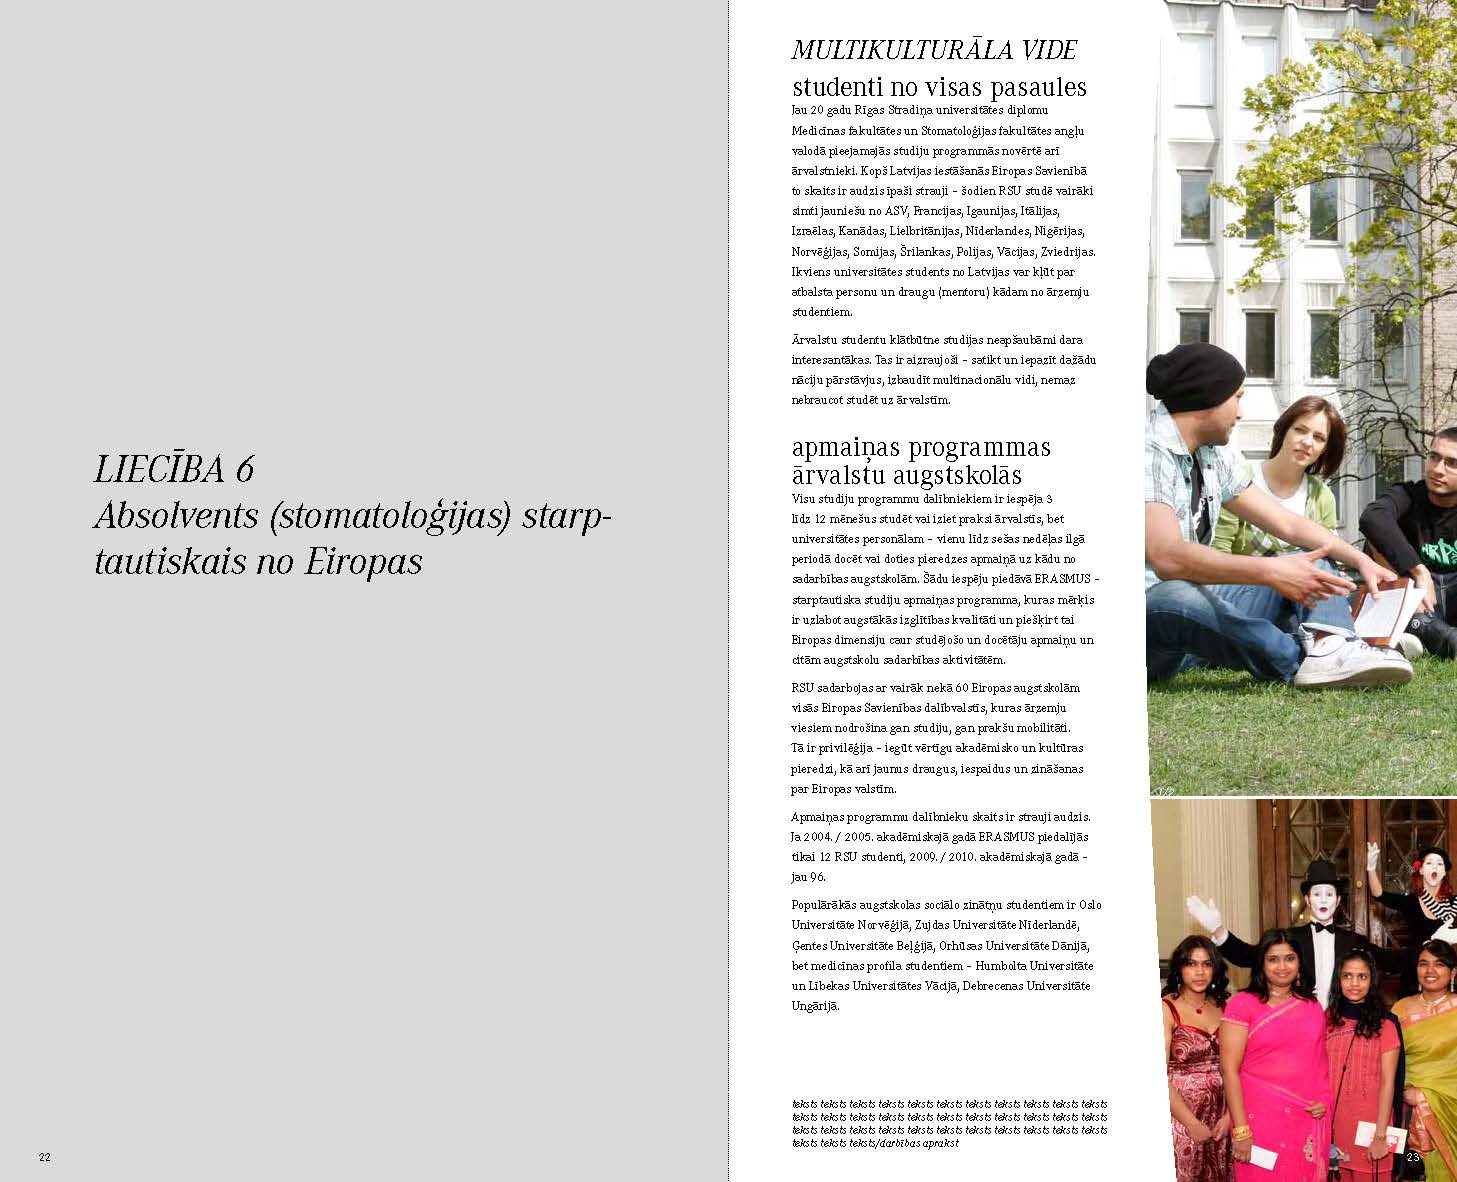 LIECĪBA 6
Absolvents (stomatoloģijas) starp-
tautiskais no Eiropas
22
MULTIKULTURĀLA VIDE
studenti no visas pasaules
Jau 20 gadu Rīgas Stradiņa universitātes diplomu
Medicīnas fakultātes un Stomatoloģijas fakultātes angļu
valodā pieejamajās studiju programmās novērtē arī
ārvalstnieki. Kopš Latvijas iestāšanās Eiropas Savienībā
to skaits ir audzis īpaši strauji – šodien RSU studē vairāki
simti jauniešu no ASV, Francijas, Igaunijas, Itālijas,
Izraēlas, Kanādas, Lielbritānijas, Nīderlandes, Nigērijas,
Norvēģijas, Somijas, Šrilankas, Polijas, Vācijas, Zviedrijas.
Ikviens universitātes students no Latvijas var kļūt par
atbalsta personu un draugu (mentoru) kādam no ārzemju
studentiem.
Ārvalstu studentu klātbūtne studijas neapšaubāmi dara
interesantākas. Tas ir aizraujoši – satikt un iepazīt dažādu
nāciju pārstāvjus, izbaudīt multinacionālu vidi, nemaz
nebraucot studēt uz ārvalstīm.
apmaiņas programmas
ārvalstu augstskolās
Visu studiju programmu dalībniekiem ir iespēja 3
līdz 12 mēnešus studēt vai iziet praksi ārvalstīs, bet
universitātes personālam – vienu līdz sešas nedēļas ilgā
periodā docēt vai doties pieredzes apmaiņā uz kādu no
sadarbības augstskolām. Šādu iespēju piedāvā ERASMUS –
starptautiska studiju apmaiņas programma, kuras mērķis
ir uzlabot augstākās izglītības kvalitāti un piešķirt tai
Eiropas dimensiju caur studējošo un docētāju apmaiņu un
citām augstskolu sadarbības aktivitātēm.
RSU sadarbojas ar vairāk nekā 60 Eiropas augstskolām
visās Eiropas Savienības dalībvalstīs, kuras ārzemju
viesiem nodrošina gan studiju, gan prakšu mobilitāti.
Tā ir privilēģija – iegūt vērtīgu akadēmisko un kultūras
pieredzi, kā arī jaunus draugus, iespaidus un zināšanas
par Eiropas valstīm.
Apmaiņas programmu dalībnieku skaits ir strauji audzis.
Ja 2004. / 2005. akadēmiskajā gadā ERASMUS piedalījās
tikai 12 RSU studenti, 2009. / 2010. akadēmiskajā gadā –
jau 96.
Populārākās augstskolas sociālo zinātņu studentiem ir Oslo
Universitāte Norvēģijā, Zujdas Universitāte Nīderlandē,
Ģentes Universitāte Beļģijā, Orhūsas Universitāte Dānijā,
bet medicīnas profila studentiem – Humbolta Universitāte
un Lībekas Universitātes Vācijā, Debrecenas Universitāte
Ungārijā.
teksts teksts teksts teksts teksts teksts teksts teksts teksts teksts teksts
teksts teksts teksts teksts teksts teksts teksts teksts teksts teksts teksts
teksts teksts teksts teksts teksts teksts teksts teksts teksts teksts teksts
teksts teksts teksts/darbības aprakst
1/2
23